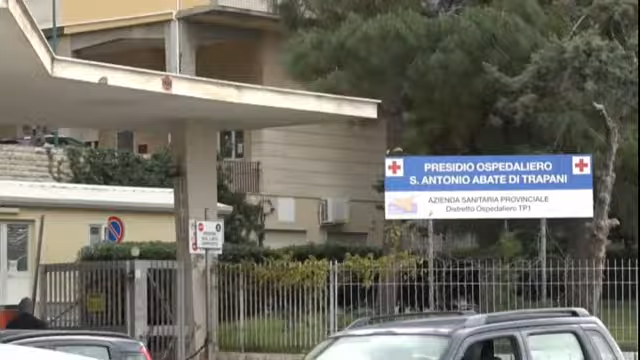 PRESIDIO OSPEDALIERO
S. ANTONIO ABATE DI TRAPANI
AZIENDA SANITARIA PROVINCIALE
Distretto Ospedaliero TP1